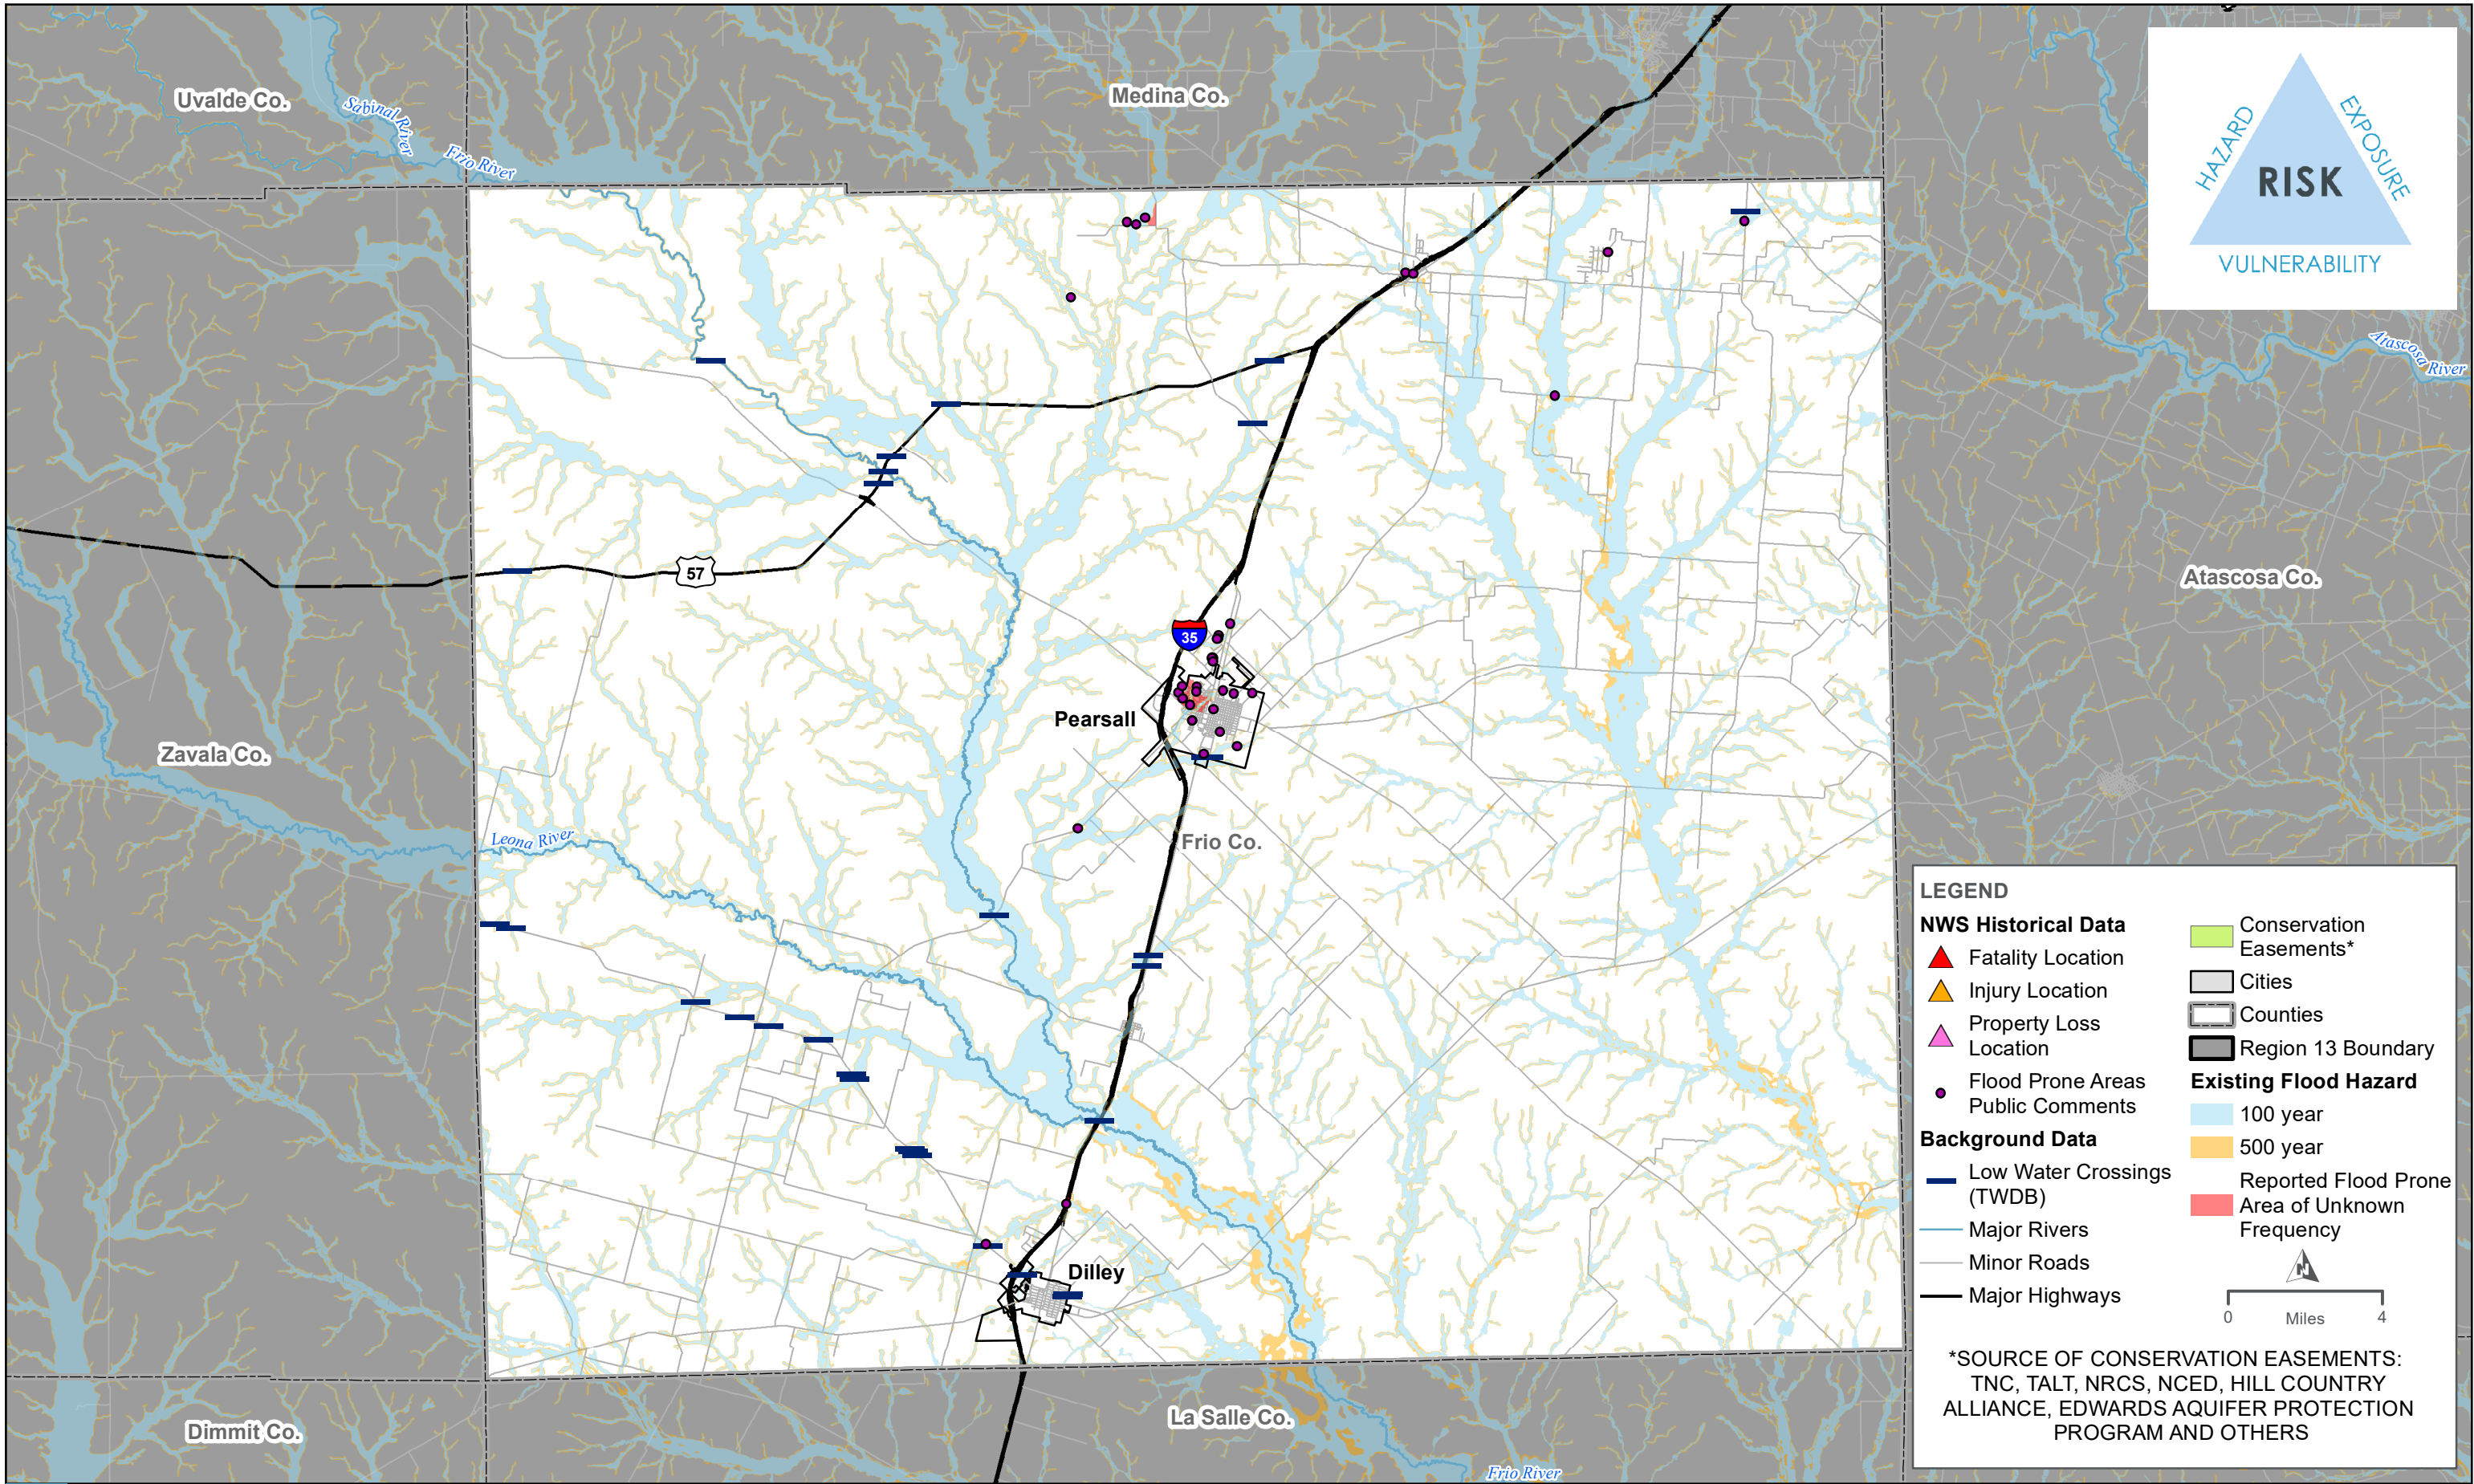 Uvalde Co.
Sabinal River
Frio River
Medina Co.
HAZARD
EXPOSURE
RISK
VULNERABILITY
Atascosa River
57
35
Atascosa Co.
Pearsall
Zavala Co.
Leona River
Frio Co.
Dilley
Dimmit Co.
La Salle Co.
Frio River
LEGEND
NWS Historical Data
Fatality Location
Injury Location
Property Loss
Location
Flood Prone Areas
Public Comments
Background Data
Low Water Crossings
(TWDB)
Major Rivers
Minor Roads
Major Highways
Conservation
Easements*
Cities
Counties
Region 13 Boundary
Existing Flood Hazard
100 year
500 year
Reported Flood Prone
Area of Unknown
Frequency
N
0 Miles 4
*SOURCE OF CONSERVATION EASEMENTS:
TNC, TALT, NRCS, NCED, HILL COUNTRY
ALLIANCE, EDWARDS AQUIFER PROTECTION
PROGRAM AND OTHERS